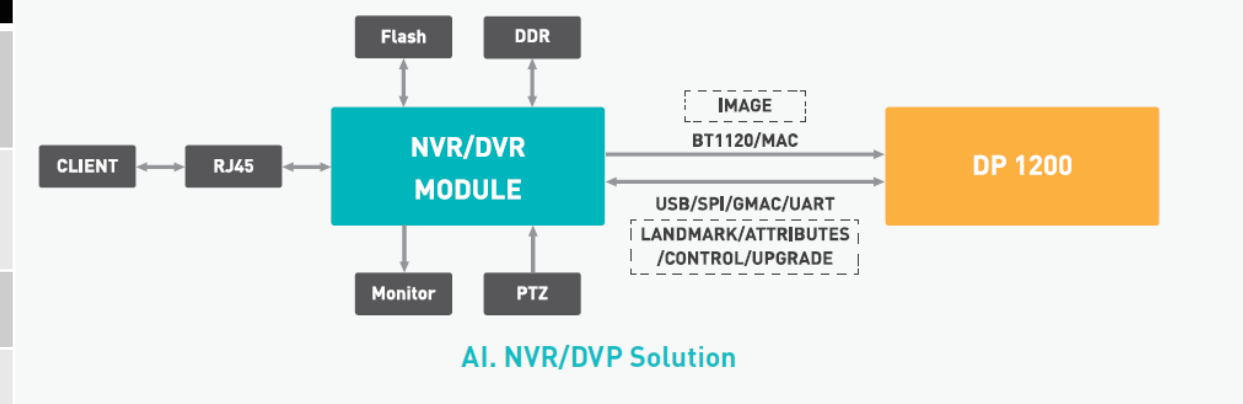 Flash
DDR
IMAGE
BT1120/MAC
NVR/DVR
MODULE
CLIENT
RJ45
DP 1200
USB/SPI/GMAC/UART
LANDMARK/ATTRIBUTES
/CONTROL/UPGRADE
Monitor
PTZ
AI. NVR/DVP Solution